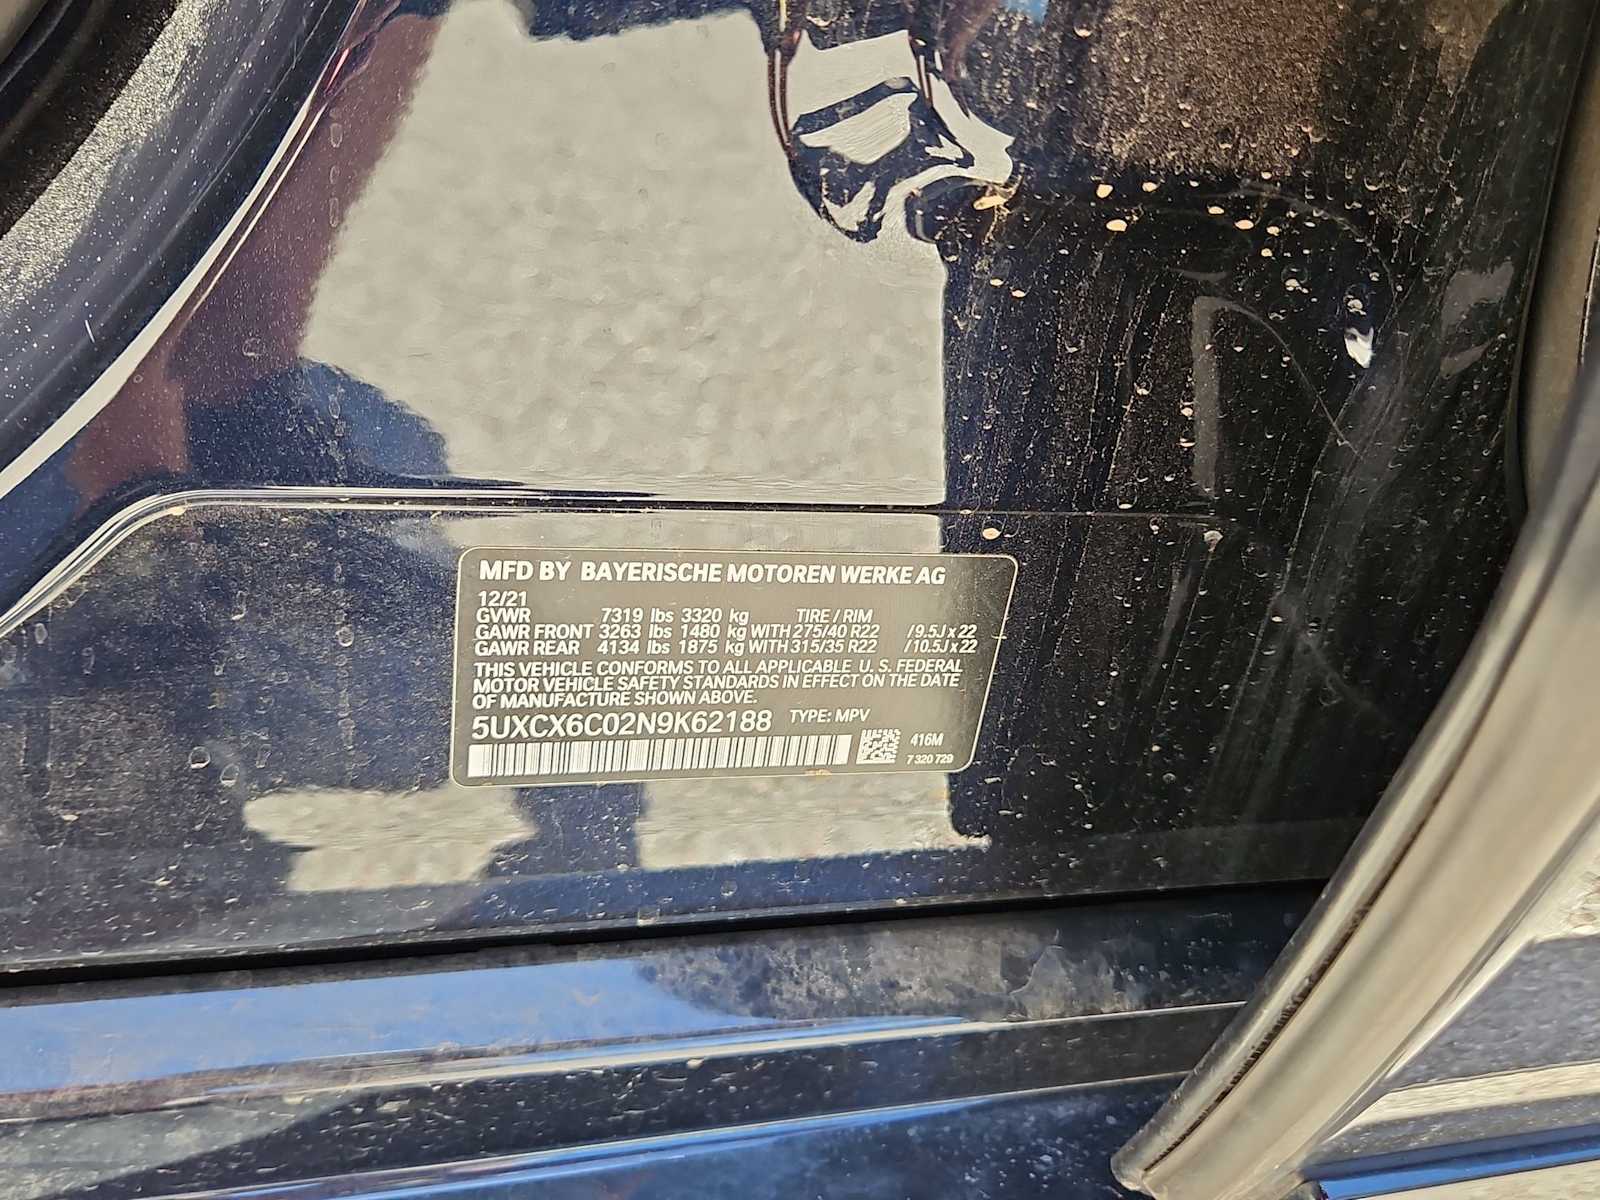 MFD BY BAYERISCHE MOTOREN WERKE AG
12/21
GVWR 7319 lbs 3320 kg TIRE / RIM
GAWR FRONT 3263 lbs 1480 kg WITH 275/40 R22 / 9.5J x 22
GAWR REAR 4134 lbs 1875 kg WITH 315/35 R22 / 10.5J x 22
THIS VEHICLE CONFORMS TO ALL APPLICABLE U. S. FEDERAL
MOTOR VEHICLE SAFETY STANDARDS IN EFFECT ON THE DATE
OF MANUFACTURE SHOWN ABOVE.
5UXCX6C02N9K62188 TYPE: MPV
416M
7 320 729